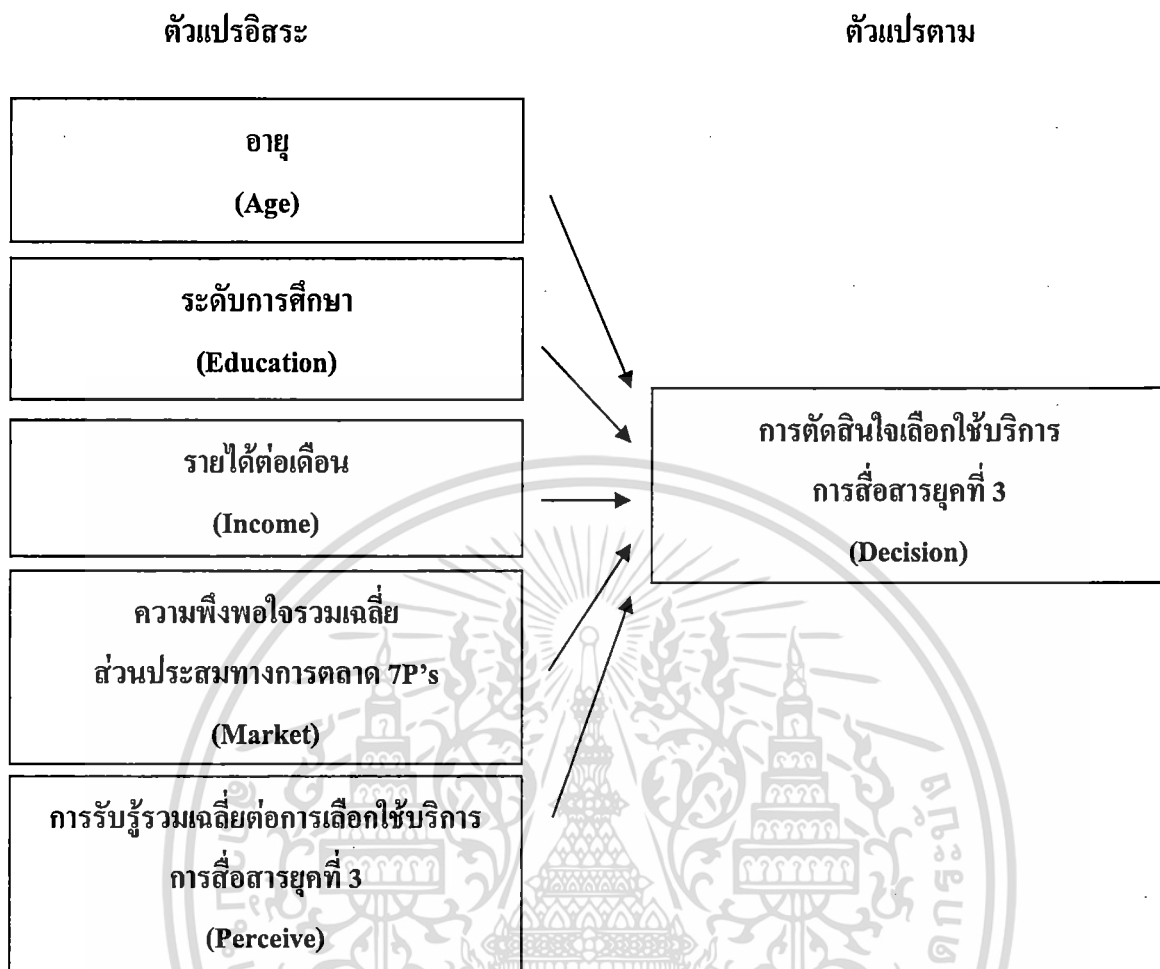 ตัวแปรอิสระ
ตัวแปรตาม
อายุ
(Age)
ระดับการศึกษา
(Education)
รายได้ต่อเดือน
(Income)
ความพึงพอใจรวมเฉลี่ย
ส่วนประสมทางการตลาด 7P's
(Market)
การรับรู้รวมเฉลี่ยต่อการเลือกใช้บริการ
การสื่อสารยุคที่ 3
(Perceive)
การตัดสินใจเลือกใช้บริการ
การสื่อสารยุคที่ 3
(Decision)